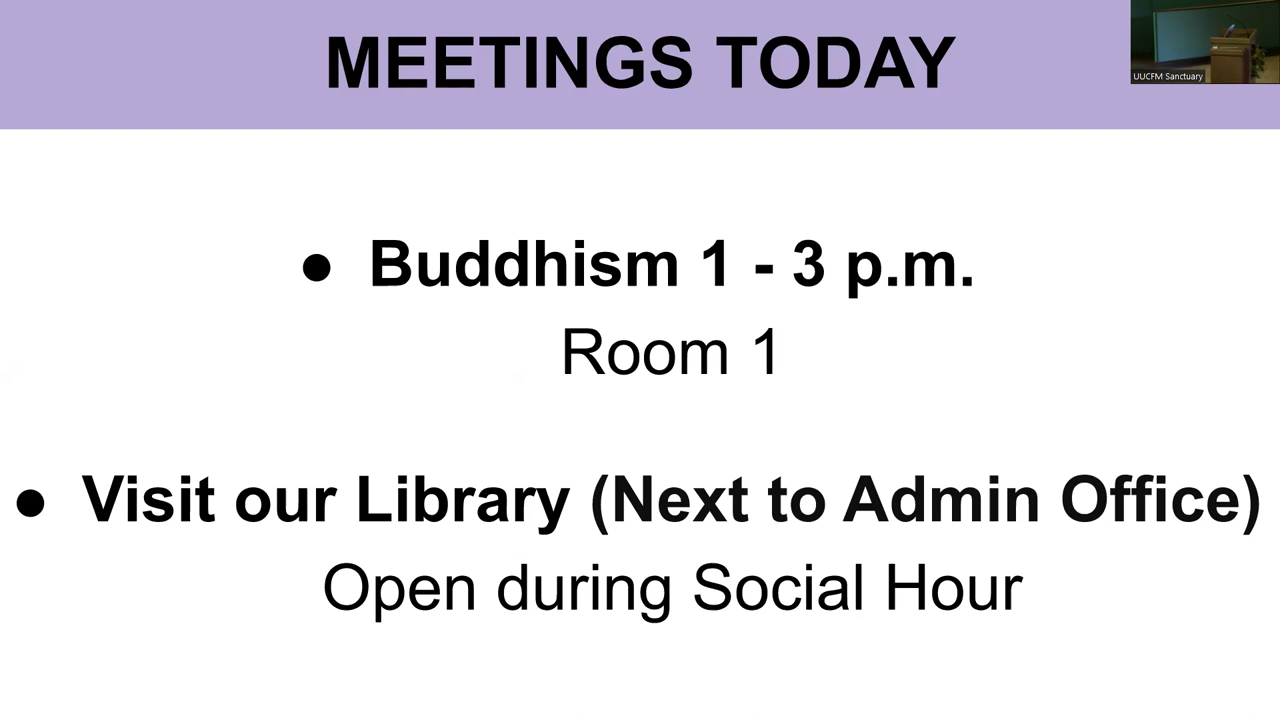 MEETINGS TODAY
UUCFM Sanctuary
● Buddhism 1 - 3 p.m.
Room 1
● Visit our Library (Next to Admin Office)
Open during Social Hour